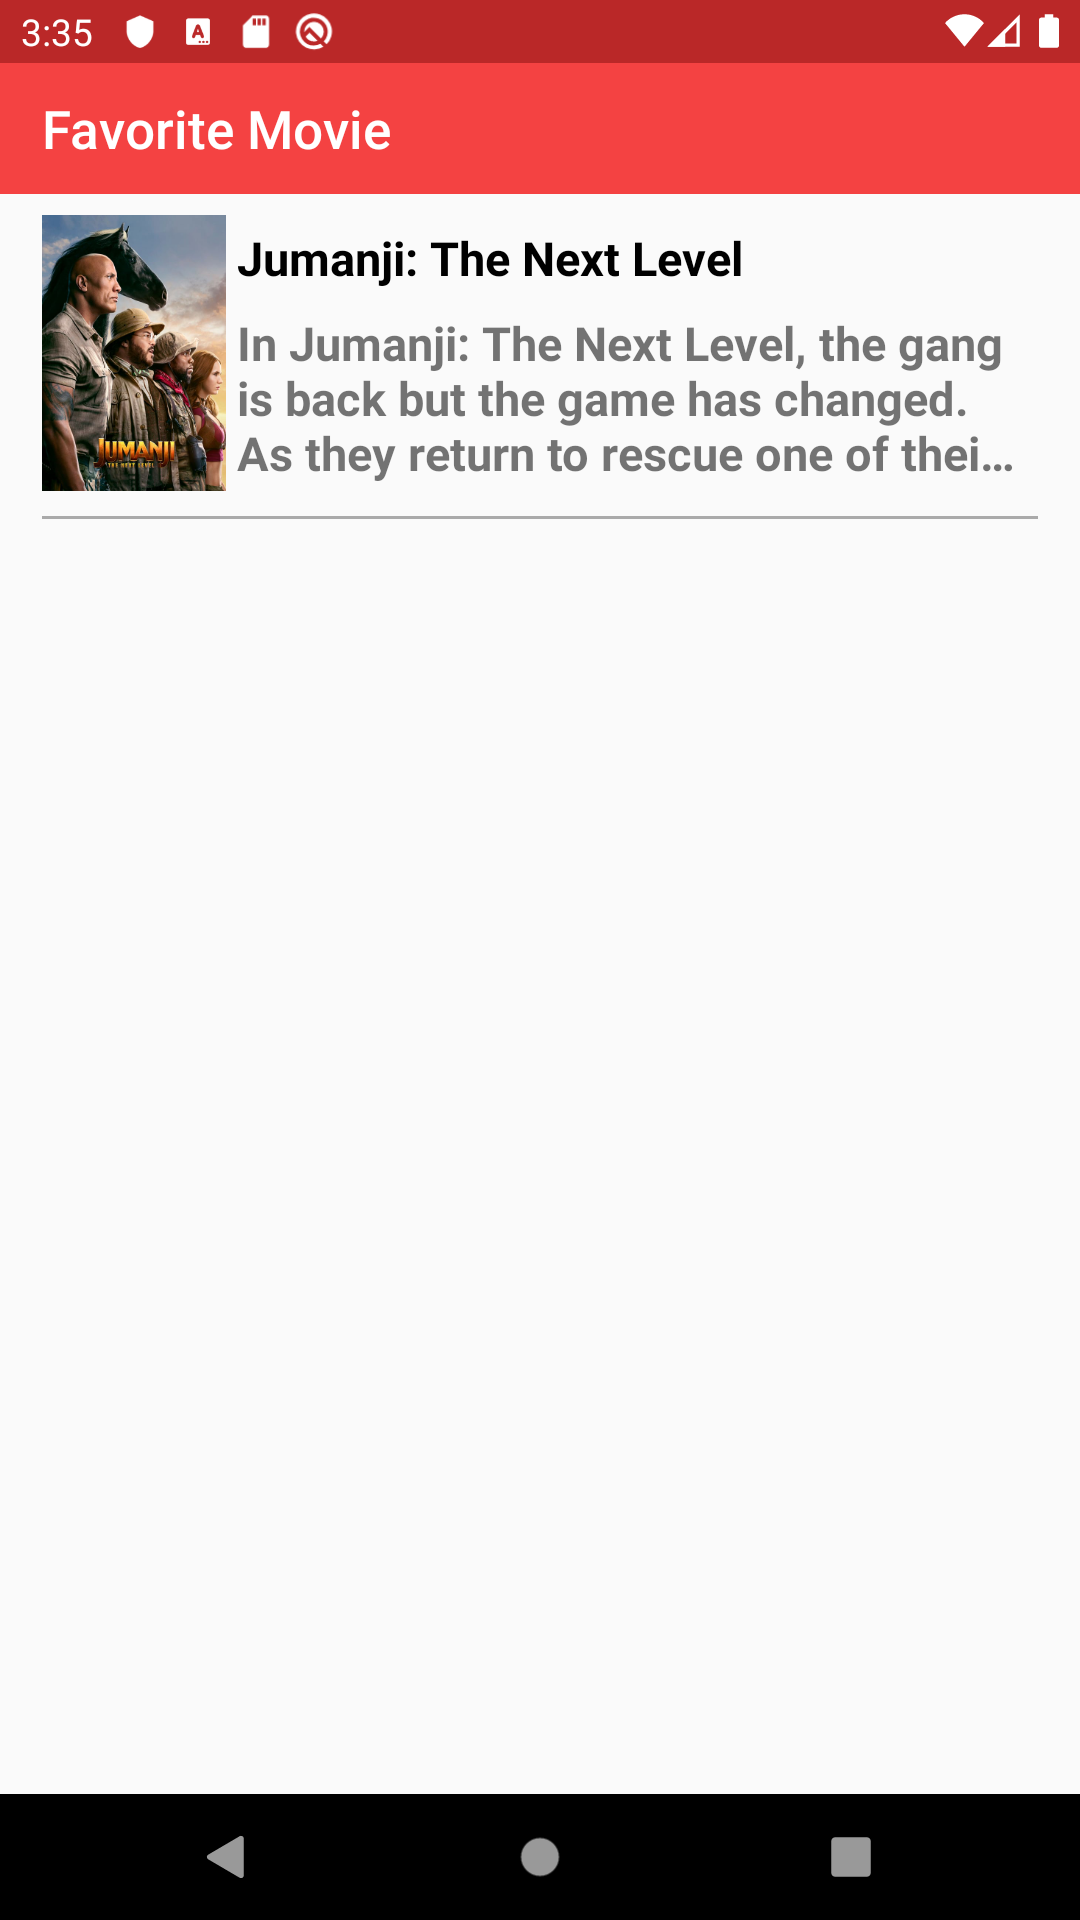 3:35
Favorite Movie
Jumanji: The Next Level
In Jumanji: The Next Level, the gang
is back but the game has changed.
As they return to rescue one of thei…
JUMANJI
THE NEXT LEVEL